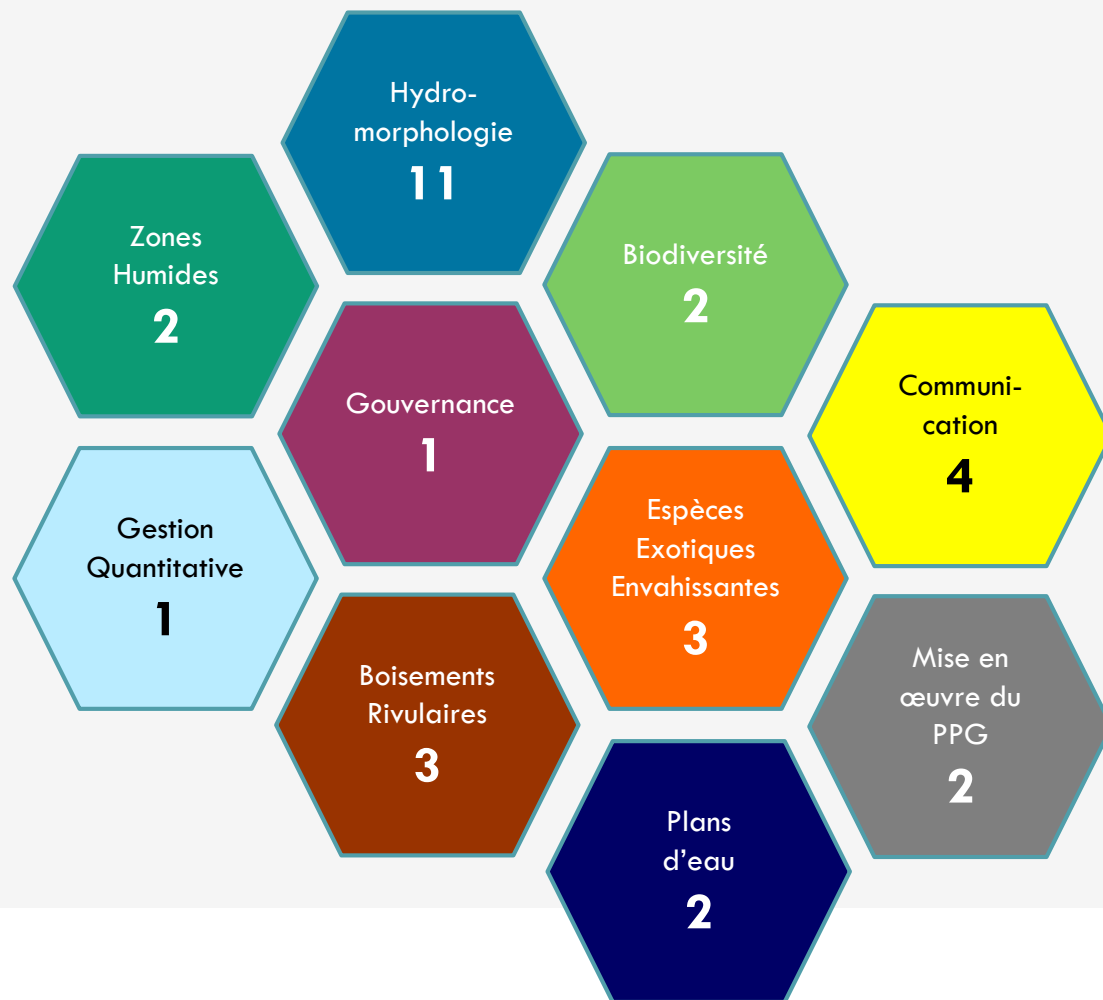 Hydro-
morphologie
11
Zones
Humides
2
Biodiversité
2
Gouvernance
1
Communi-
cation
4
Gestion
Quantitative
1
Espèces
Exotiques
Envahissantes
3
Boisements
Rivulaires
3
Mise en
œuvre du
PPG
2
Plans
d’eau
2